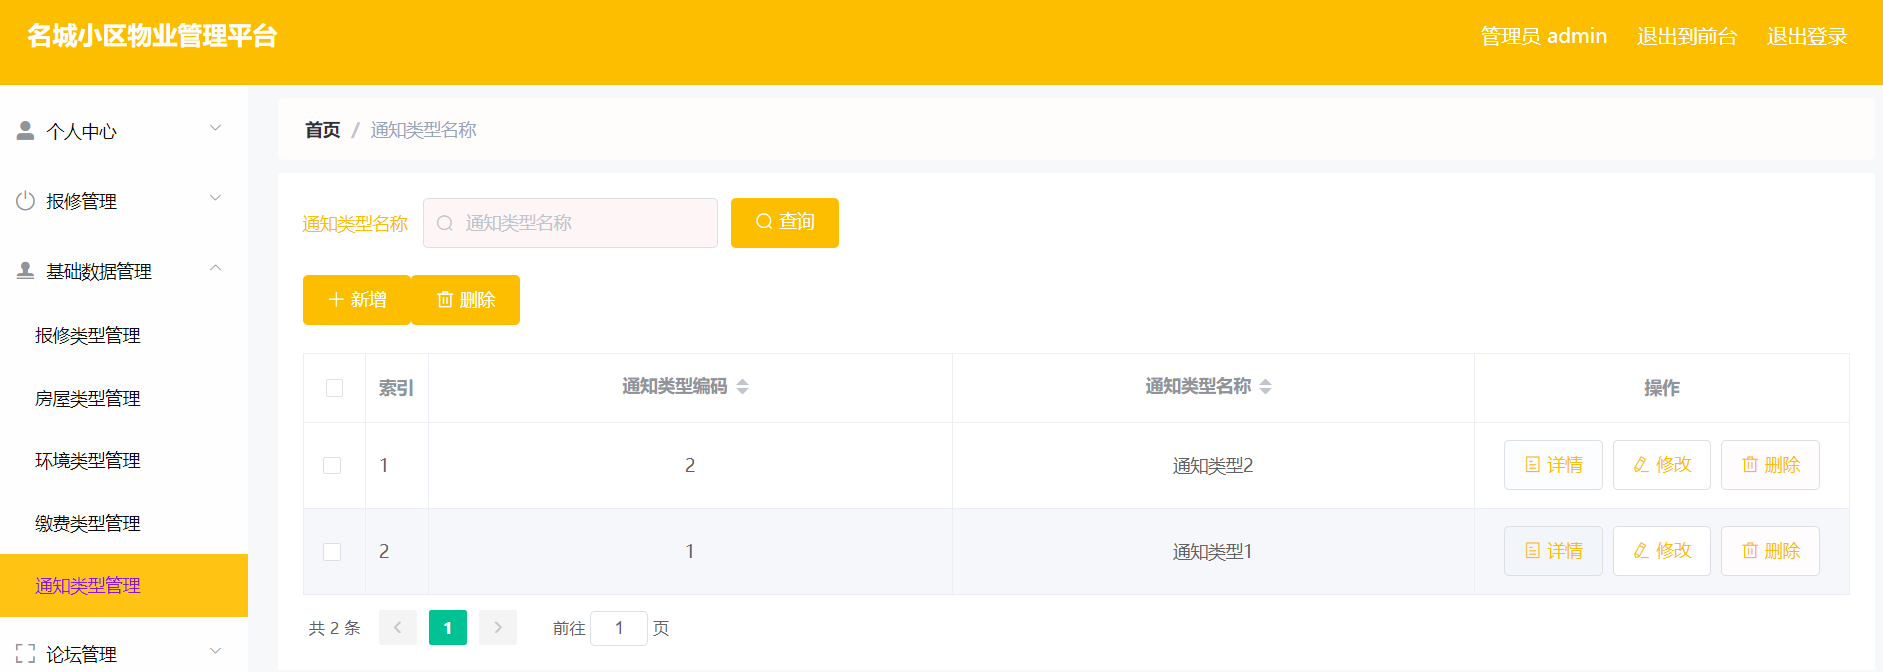 名城小区物业管理平台
管理员 admin 退出到前台 退出登录
个人中心
报修管理
基础数据管理
报修类型管理
房屋类型管理
环境类型管理
缴费类型管理
通知类型管理
论坛管理
首页 / 通知类型名称
通知类型名称 通知类型名称 查询
新增 删除
索引 通知类型编码 通知类型名称 操作
1 2 通知类型2 详情 修改 删除
2 1 通知类型1 详情 修改 删除
共 2 条 1 前往 1 页